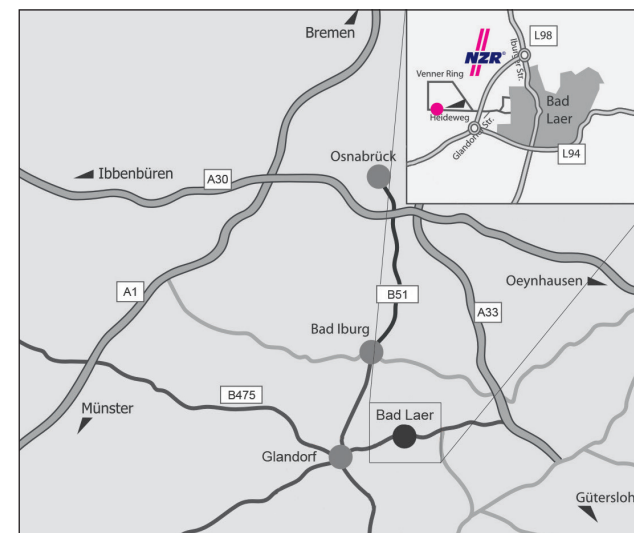 Bremen
L98
Iburger Str.
NZR®
Venner Ring
Bad
Laer
Heideweg
Glandorfer Str.
L94
Osnabrück
Ibbenbüren
A30
Oeynhausen
A1
B51
A33
Bad Iburg
B475
Münster
Bad Laer
Glandorf
Gütersloh